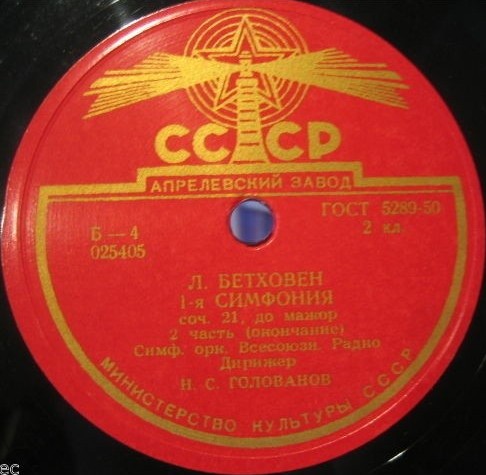 СССР
АПРЕЛЕВСКИЙ ЗАВОД
ГОСТ 5289-50
2 кл.
Б — 4
025405
Л. БЕТХОВЕН
1-я СИМФОНИЯ
соч. 21, до мажор
2 часть (окончание)
Симф. орк. Всесоюзн. Радио
Дирижер
Н. С. ГОЛОВАНОВ
МИНИСТЕРСТВО КУЛЬТУРЫ СССР
ec